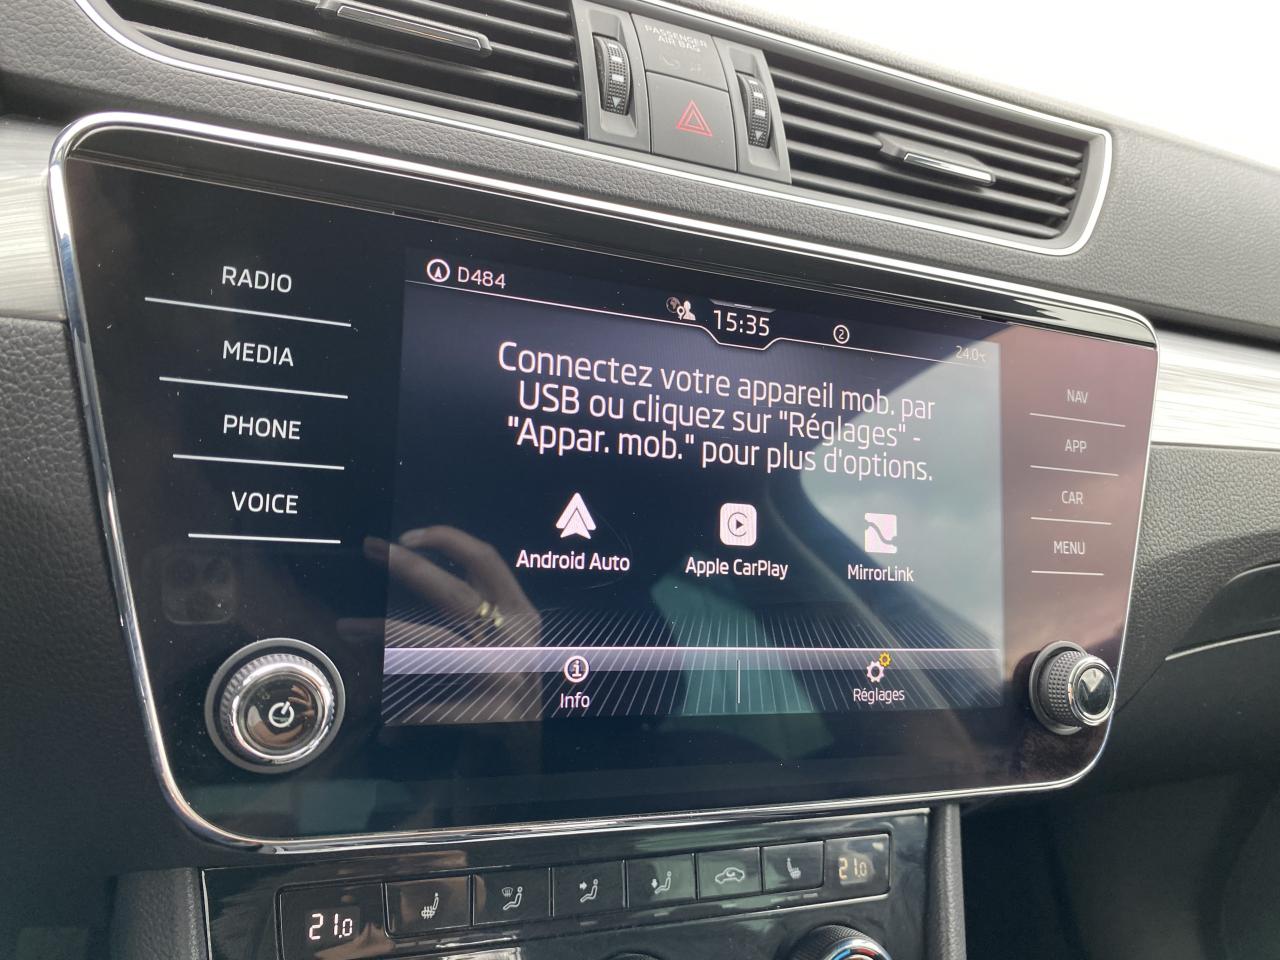 PASSENGER
AIR BAG
RADIO
MEDIA
PHONE
VOICE
D484
15:35
2
24.0°C
Connectez votre appareil mob. par
USB ou cliquez sur "Réglages" -
"Appar. mob." pour plus d'options.
Android Auto
Apple CarPlay
MirrorLink
Info
Réglages
NAV
APP
CAR
MENU
21.0
21.0